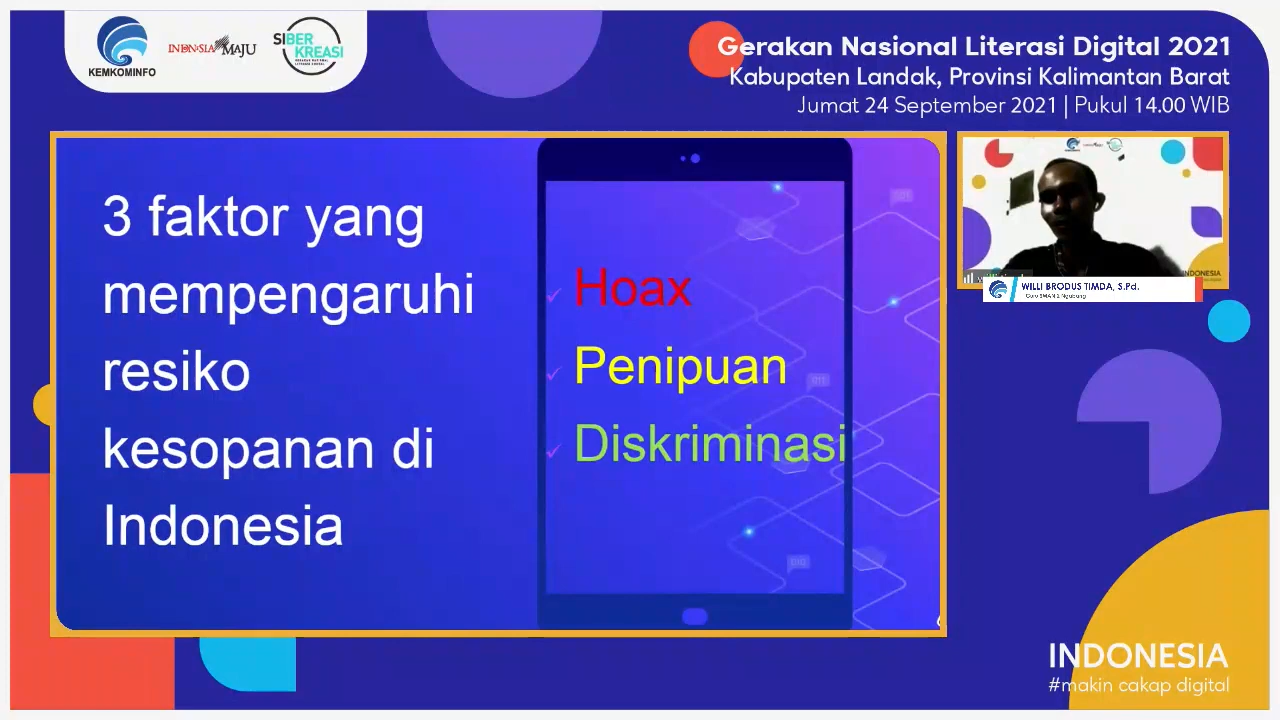 KEMKOMINFO
INDONESIA MAJU
SIBER
KREASI
Gerakan Nasional Literasi Digital 2021
Kabupaten Landak, Provinsi Kalimantan Barat
Jumat 24 September 2021 | Pukul 14.00 WIB
3 faktor yang
mempengaruhi
resiko
kesopanan di
Indonesia
Hoax
Penipuan
Diskriminasi
WILLI BRODUS TIMDA, S.Pd.
INDONESIA
#makin cakap digital